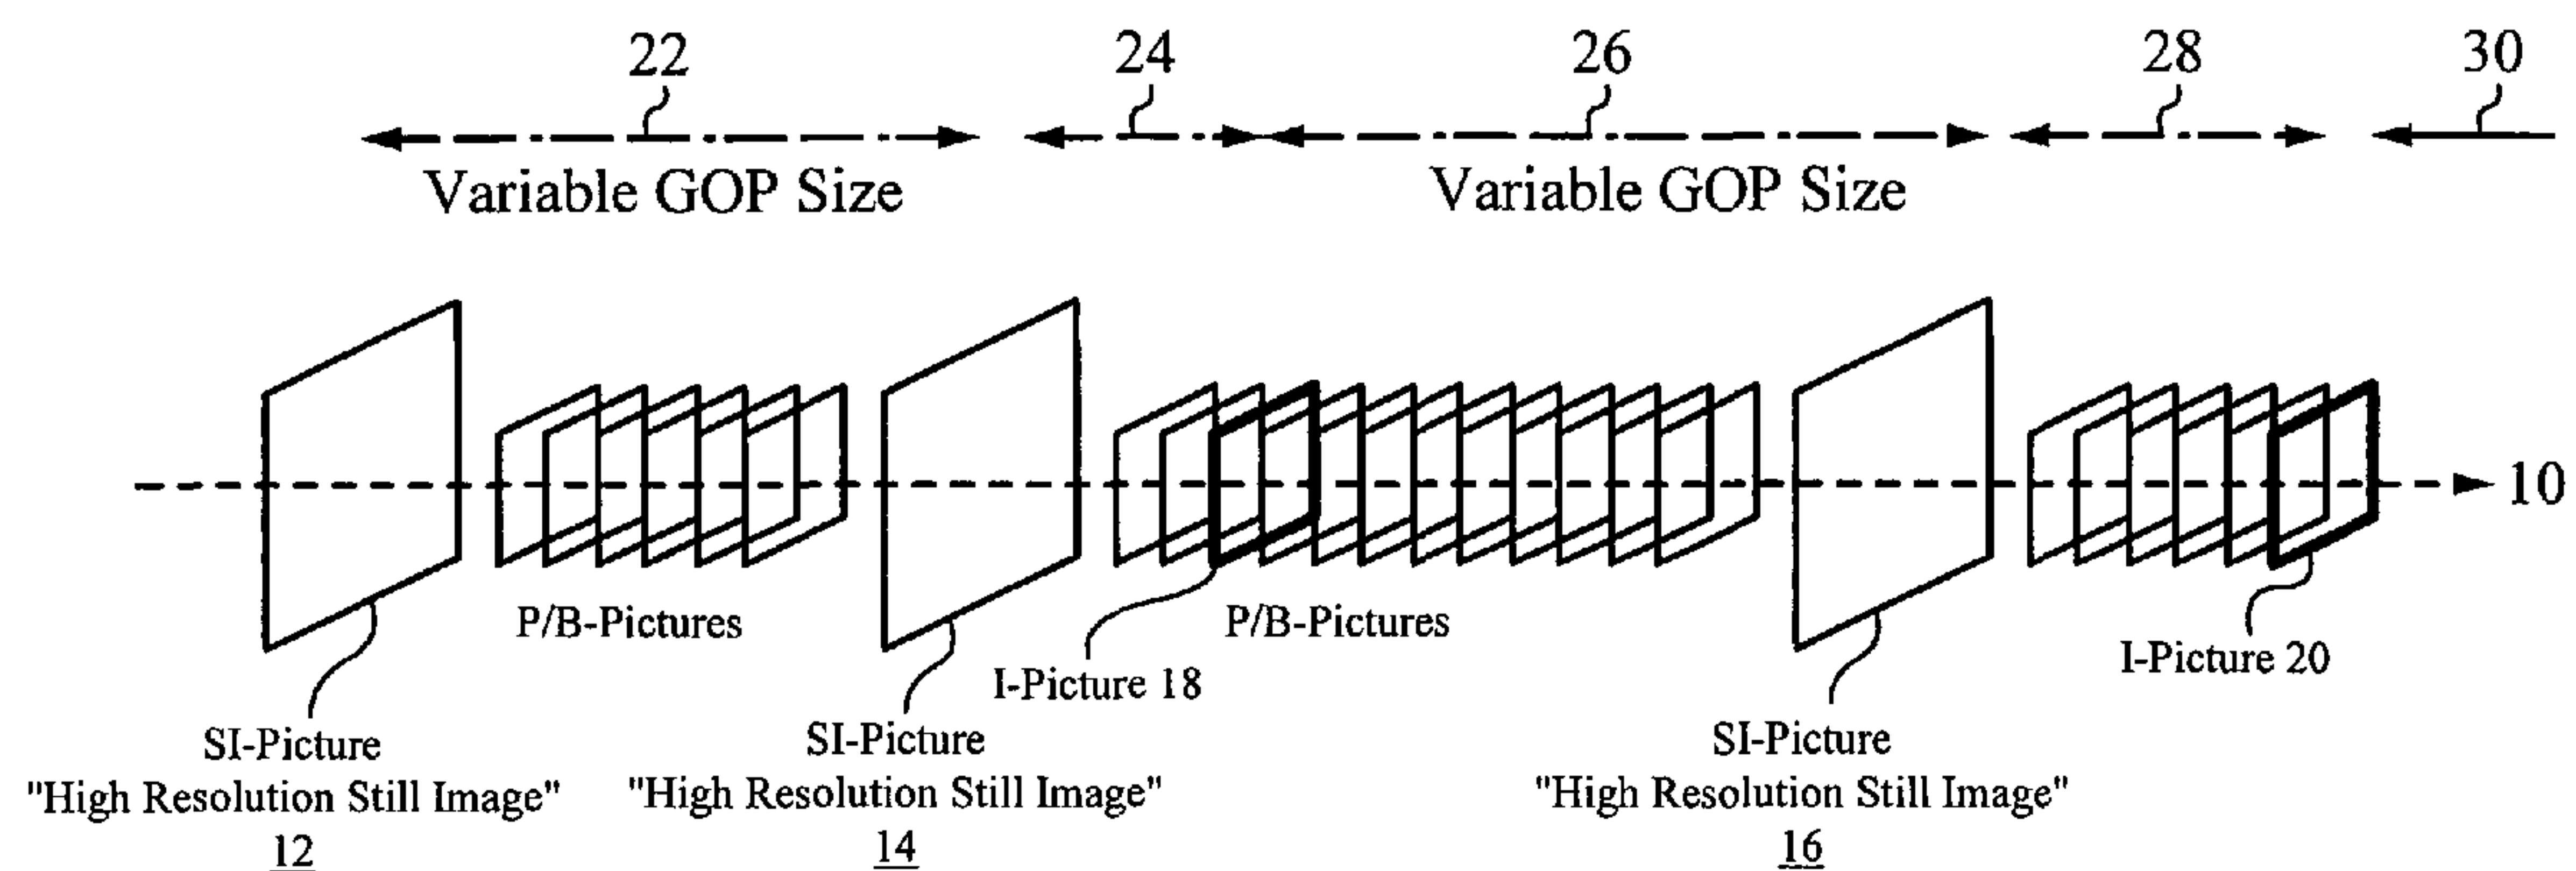 22
24
26
28
30
Variable GOP Size
Variable GOP Size
10
P/B-Pictures
I-Picture 18
P/B-Pictures
I-Picture 20
SI-Picture
"High Resolution Still Image"
12
SI-Picture
"High Resolution Still Image"
14
SI-Picture
"High Resolution Still Image"
16